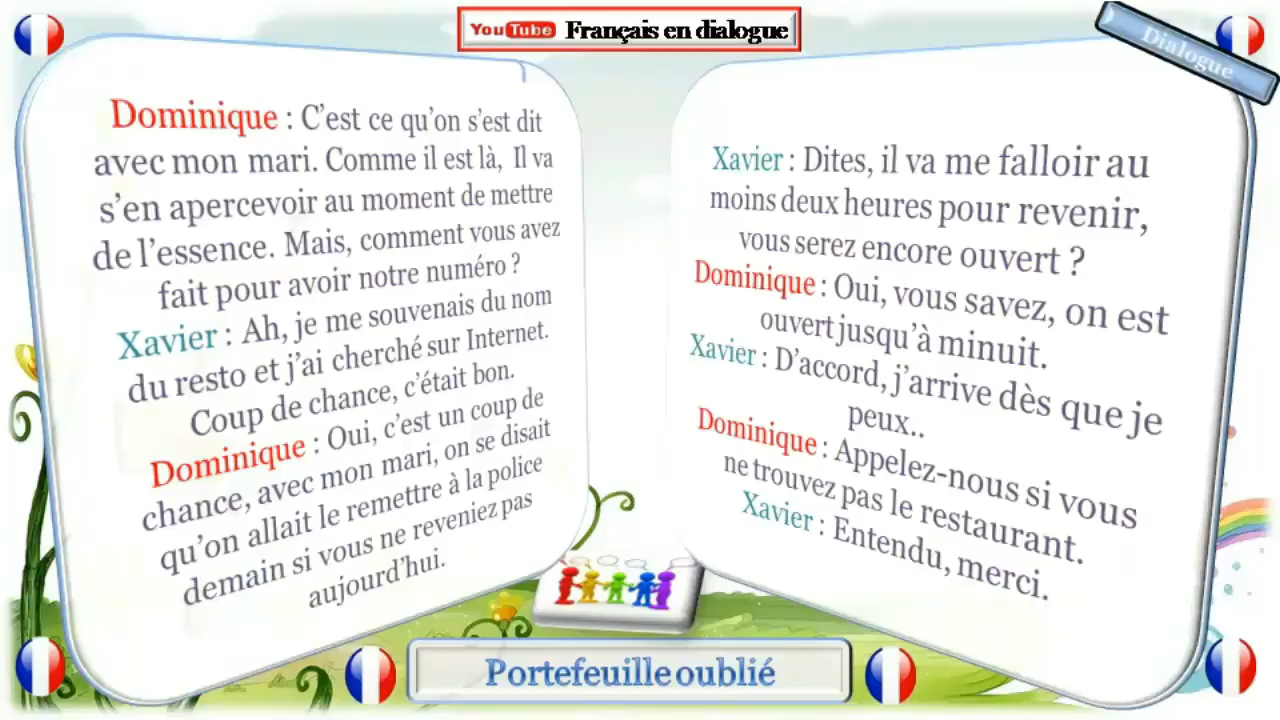 YouTube Français en dialogue
Dialogue
Dominique : C'est ce qu'on s'est dit
avec mon mari. Comme il est là, Il va
s'en apercevoir au moment de mettre
de l'essence. Mais, comment vous avez
fait pour avoir notre numéro ?
Xavier : Ah, je me souvenais du nom
du resto et j'ai cherché sur Internet.
Coup de chance, c'était bon.
Dominique : Oui, c'est un coup de
chance, avec mon mari, on se disait
qu'on allait le remettre à la police
demain si vous ne reveniez pas
aujourd'hui.
Xavier : Dites, il va me falloir au
moins deux heures pour revenir,
vous serez encore ouvert ?
Dominique : Oui, vous savez, on est
ouvert jusqu'à minuit.
Xavier : D'accord, j'arrive dès que je
peux..
Dominique : Appelez-nous si vous
ne trouvez pas le restaurant.
Xavier : Entendu, merci.
Portefeuille oublié